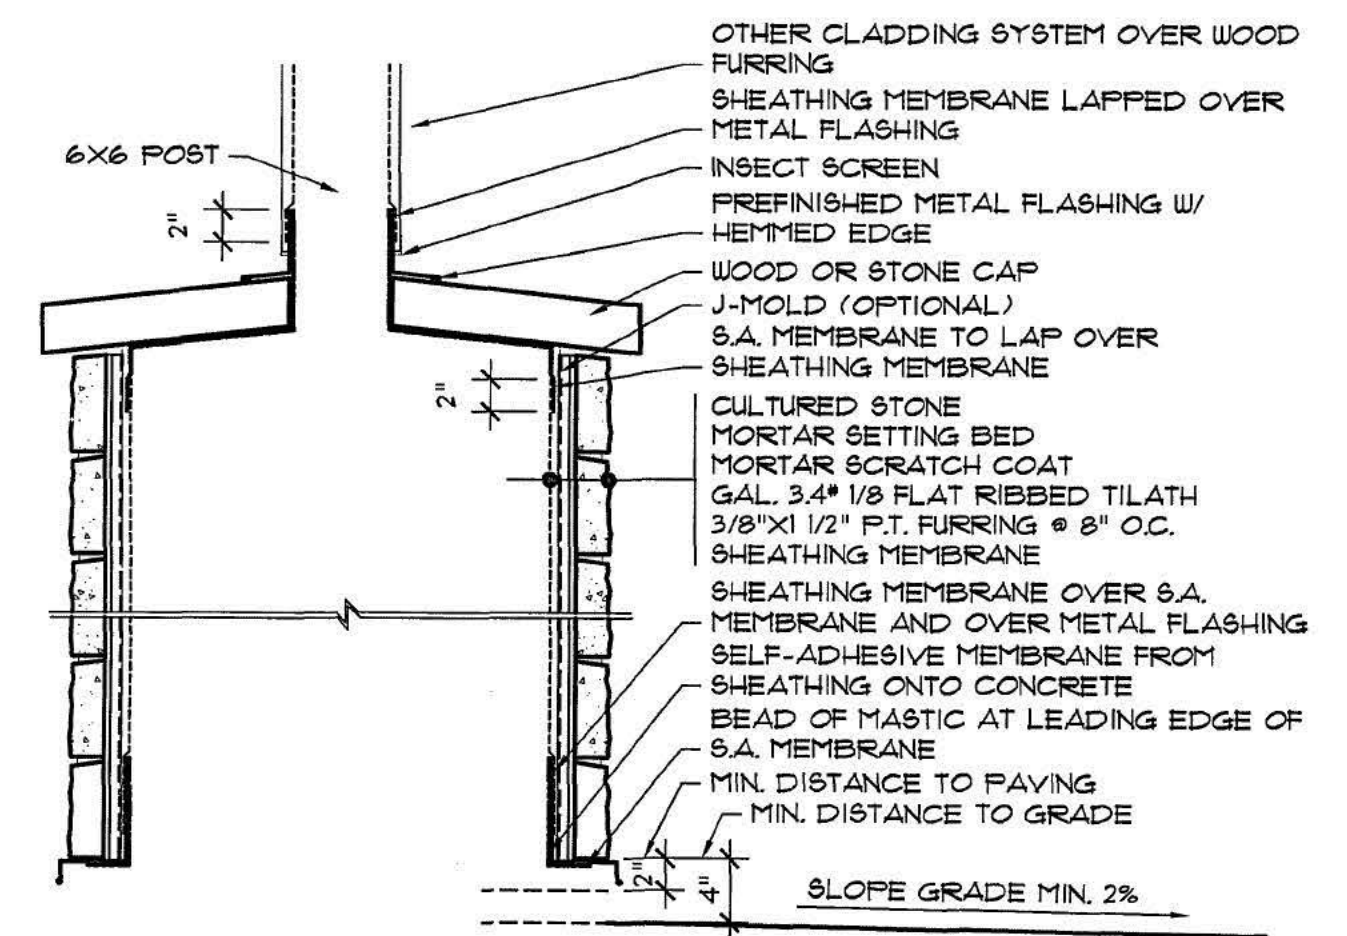 OTHER CLADDING SYSTEM OVER WOOD
FURRING
SHEATHING MEMBRANE LAPPED OVER
METAL FLASHING
6X6 POST
INSECT SCREEN
PREFINISHED METAL FLASHING W/
HEMMED EDGE
2"
WOOD OR STONE CAP
J-MOLD (OPTIONAL)
S.A. MEMBRANE TO LAP OVER
SHEATHING MEMBRANE
2"
CULTURED STONE
MORTAR SETTING BED
MORTAR SCRATCH COAT
GAL. 3.4# 1/8 FLAT RIBBED TILATH
3/8"X1 1/2" P.T. FURRING @ 8" O.C.
SHEATHING MEMBRANE
SHEATHING MEMBRANE OVER S.A.
MEMBRANE AND OVER METAL FLASHING
SELF-ADHESIVE MEMBRANE FROM
SHEATHING ONTO CONCRETE
BEAD OF MASTIC AT LEADING EDGE OF
S.A. MEMBRANE
MIN. DISTANCE TO PAVING
MIN. DISTANCE TO GRADE
2"
4"
SLOPE GRADE MIN. 2%